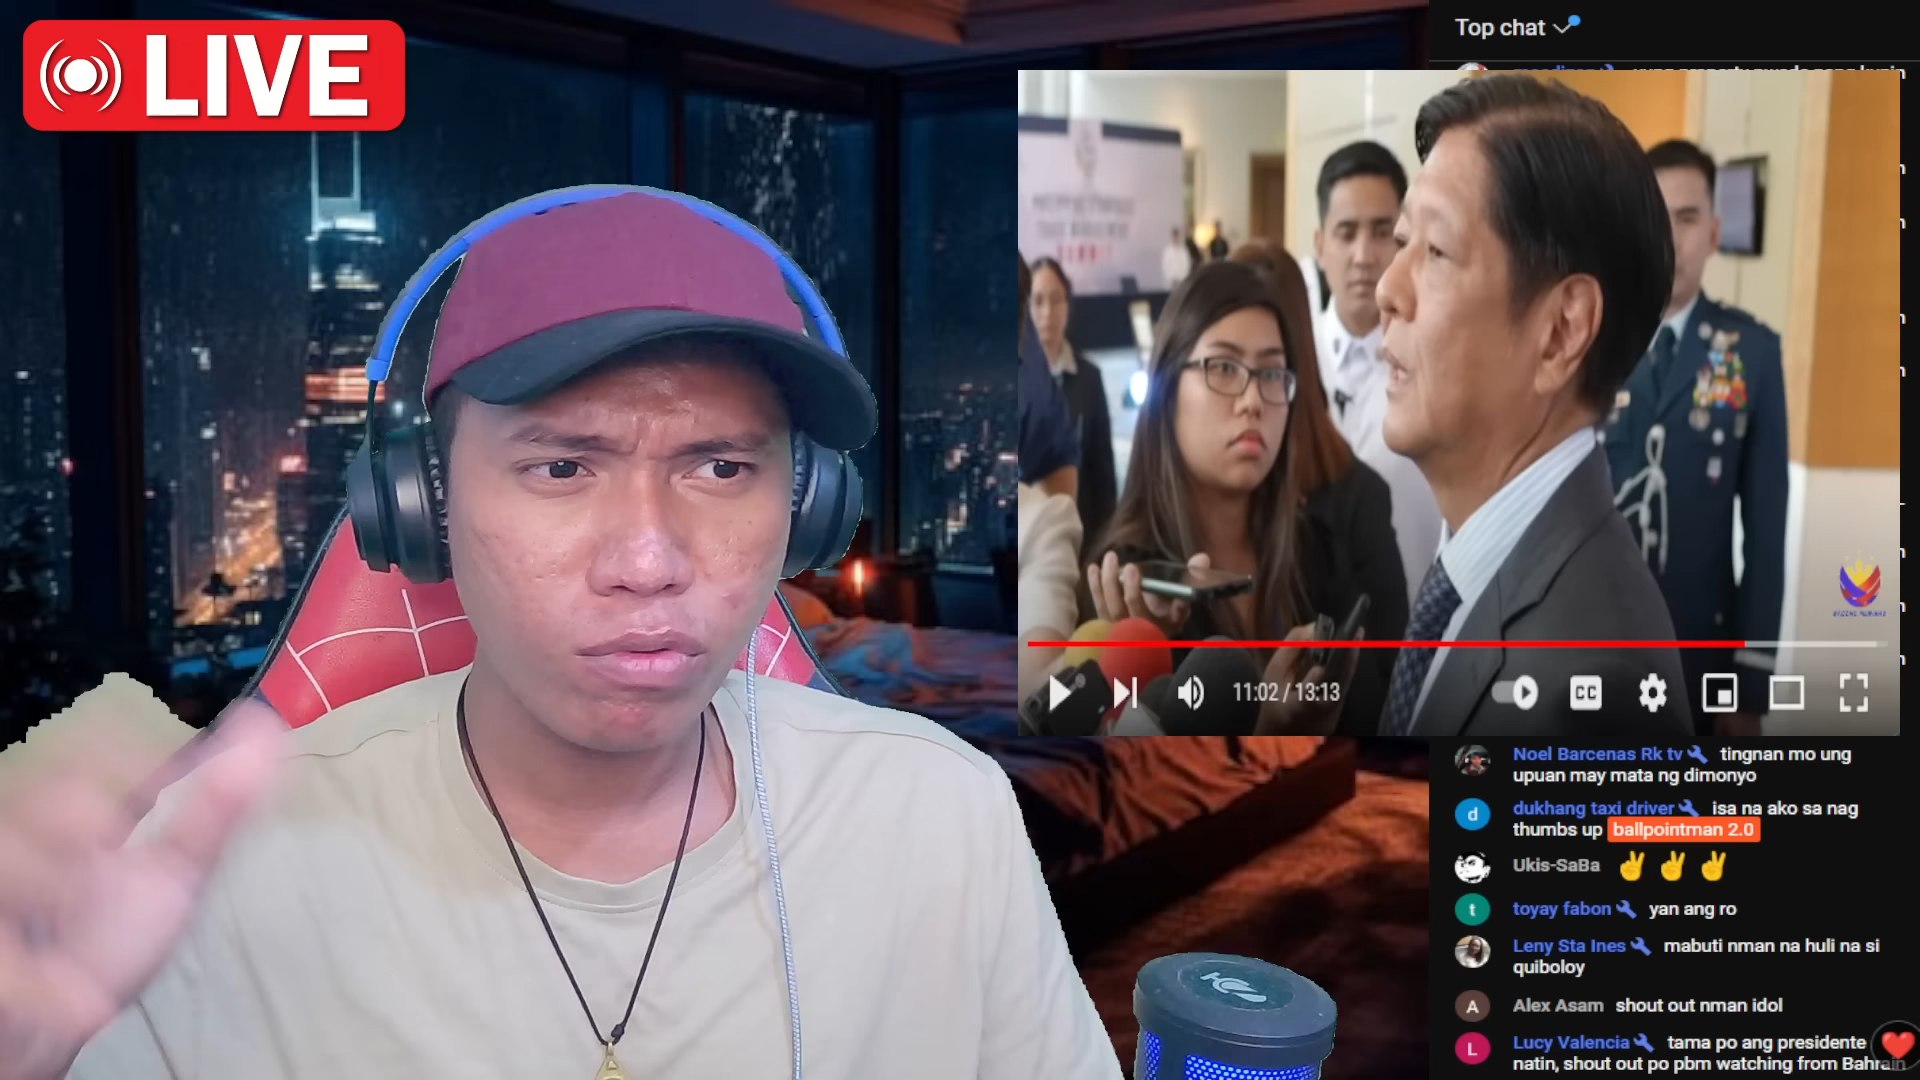 LIVE
Top chat
11:02 / 13:13
CC
Noel Barcenas Rk tv tingnan mo ung
upuan may mata ng dimonyo
d
dukhang taxi driver isa na ako sa nag
thumbs up ballpointman 2.0
Ukis-SaBa
t
toyay fabon yan ang ro
Leny Sta Ines mabuti nman na huli na si
quiboloy
A
Alex Asam shout out nman idol
L
Lucy Valencia tama po ang presidente
natin, shout out po pbm watching from Bahrain